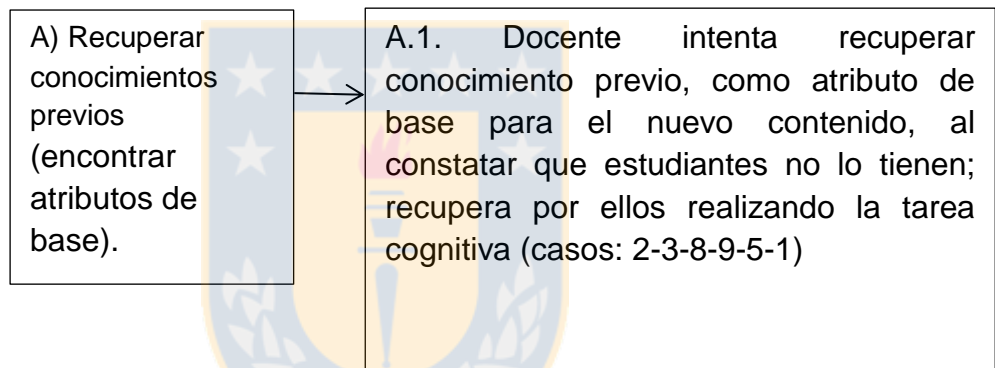 A) Recuperar
conocimientos
previos
(encontrar
atributos de
base).
A.1. Docente intenta recuperar
conocimiento previo, como atributo de
base para el nuevo contenido, al
constatar que estudiantes no lo tienen;
recupera por ellos realizando la tarea
cognitiva (casos: 2-3-8-9-5-1)